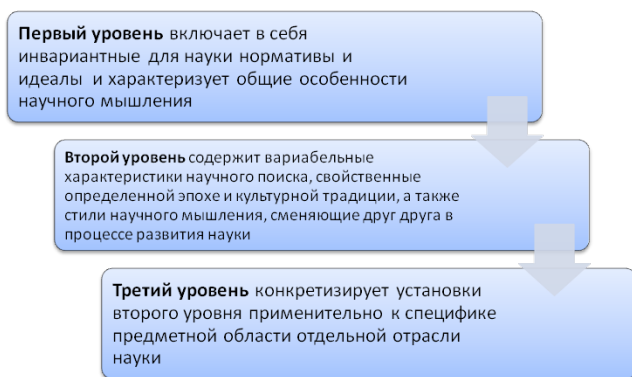 Первый уровень включает в себя
инвариантные для науки нормативы и
идеалы и характеризует общие особенности
научного мышления
Второй уровень содержит вариабельные
характеристики научного поиска, свойственные
определенной эпохе и культурной традиции, а также
стили научного мышления, сменяющие друг друга в
процессе развития науки
Третий уровень конкретизирует установки
второго уровня применительно к специфике
предметной области отдельной отрасли
науки